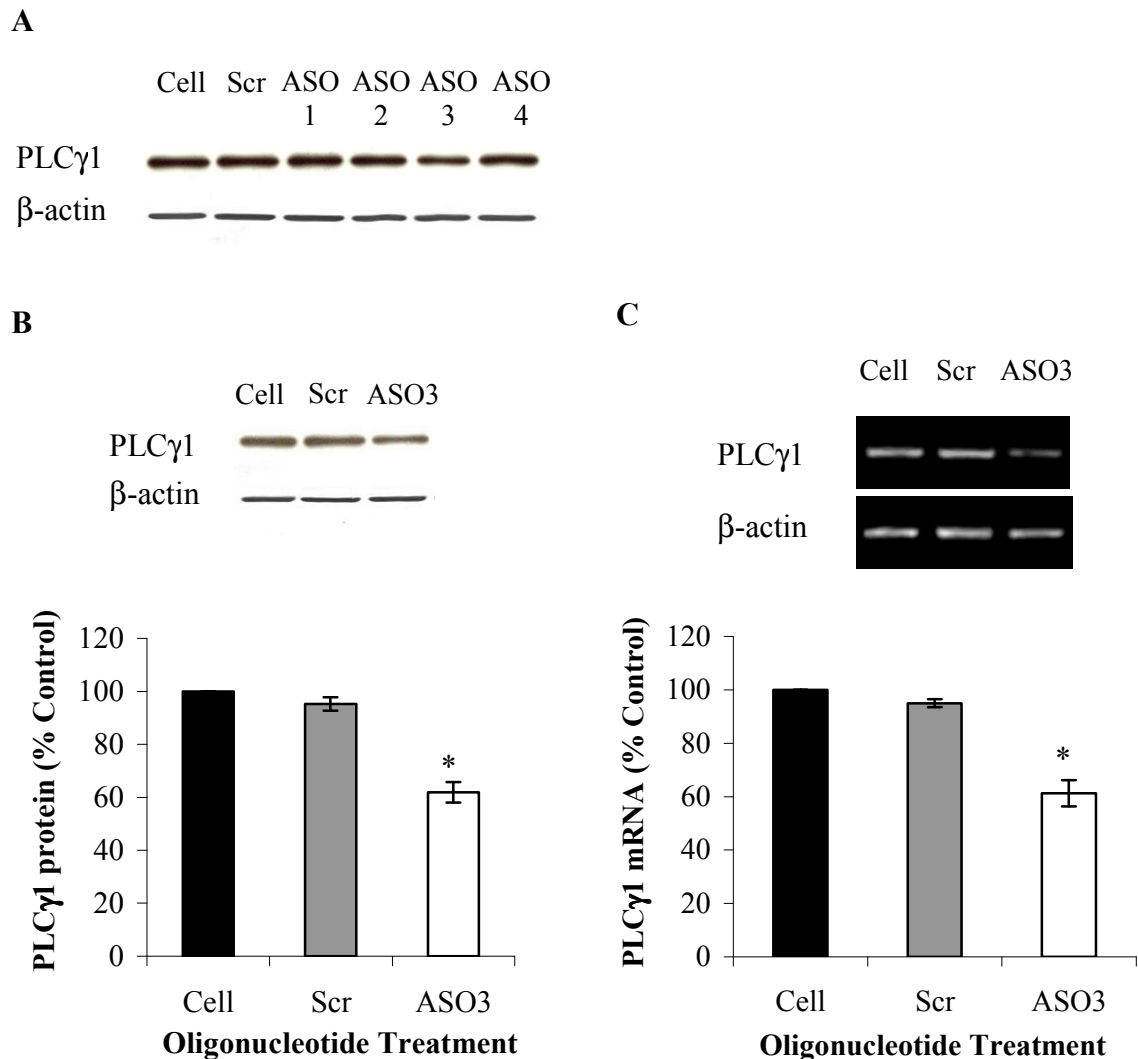 A
Cell Scr ASO 1 ASO 2 ASO 3 ASO 4
PLCγ1
β-actin
B
Cell Scr ASO3
PLCγ1
β-actin
PLCγ1 protein (% Control)
120
100
80
60
40
20
0
*
Cell Scr ASO3
Oligonucleotide Treatment
C
Cell Scr ASO3
PLCγ1
β-actin
PLCγ1 mRNA (% Control)
120
100
80
60
40
20
0
*
Cell Scr ASO3
Oligonucleotide Treatment